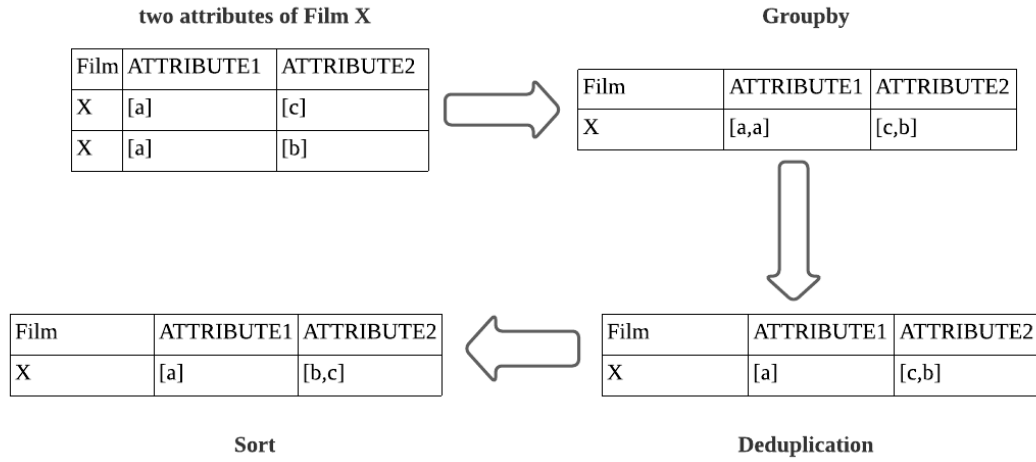 two attributes of Film X
Film ATTRIBUTE1 ATTRIBUTE2
X [a] [c]
X [a] [b]
Groupby
Film ATTRIBUTE1 ATTRIBUTE2
X [a,a] [c,b]
Film ATTRIBUTE1 ATTRIBUTE2
X [a] [c,b]
Deduplication
Film ATTRIBUTE1 ATTRIBUTE2
X [a] [b,c]
Sort